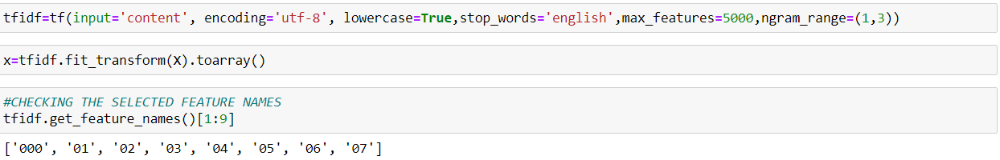 tfidf=tf(input='content', encoding='utf-8', lowercase=True,stop_words='english',max_features=5000,ngram_range=(1,3))
x=tfidf.fit_transform(X).toarray()
#CHECKING THE SELECTED FEATURE NAMES
tfidf.get_feature_names()[1:9]
['000', '01', '02', '03', '04', '05', '06', '07']